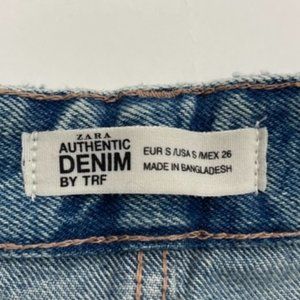 ZARA
AUTHENTIC
DENIM
BY TRF
EUR S /USA S /MEX 26
MADE IN BANGLADESH